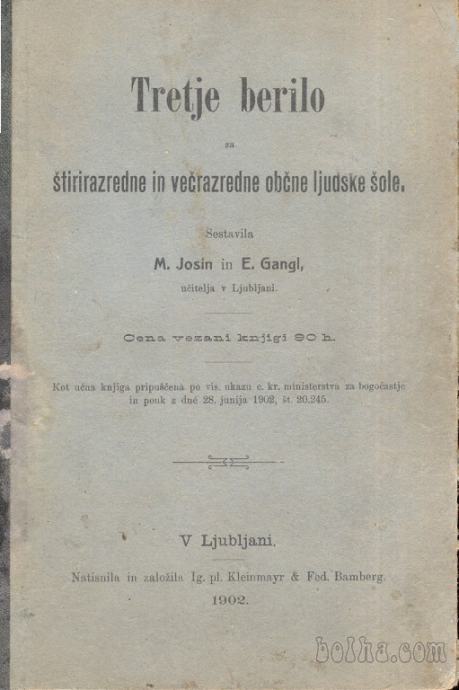 Tretje berilo
za
štirirazredne in večrazredne občne ljudske šole.
Sestavila
M. Josin in E. Gangl,
učitelja v Ljubljani.
Cena vezani knjigi 90 h.
Kot učna knjiga pripuščena po vis. ukazu c. kr. ministerstva za bogočastje
in pouk z dné 28. junija 1902, št. 20.245.
V Ljubljani.
Natisnila in založila Ig. pl. Kleinmayr & Fed. Bamberg.
1902.
bolha.com